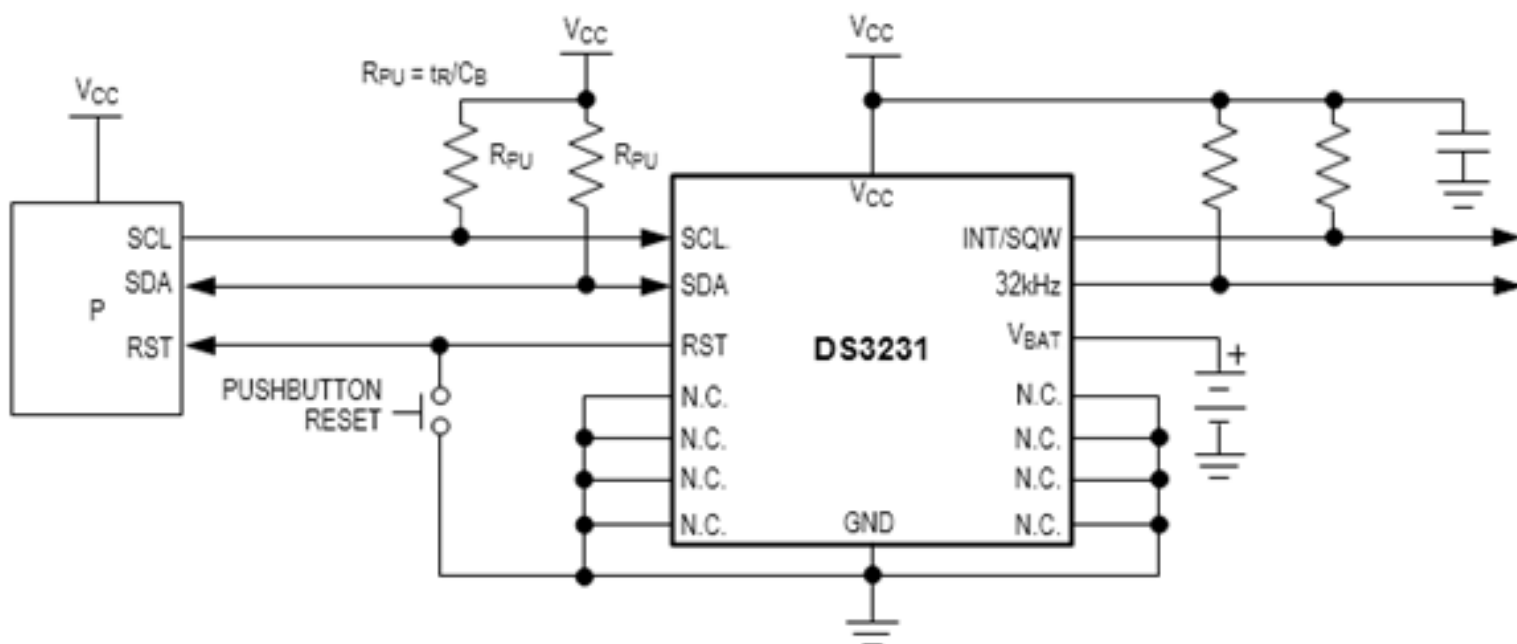 VCC
RPU = tR/CB
VCC
VCC
RPU
RPU
SCL
SDA
P
RST
PUSHBUTTON
RESET
VCC
SCL.
SDA
RST
N.C.
N.C.
N.C.
N.C.
DS3231
GND
INT/SQW
32kHz
VBAT
N.C.
N.C.
N.C.
N.C.
+